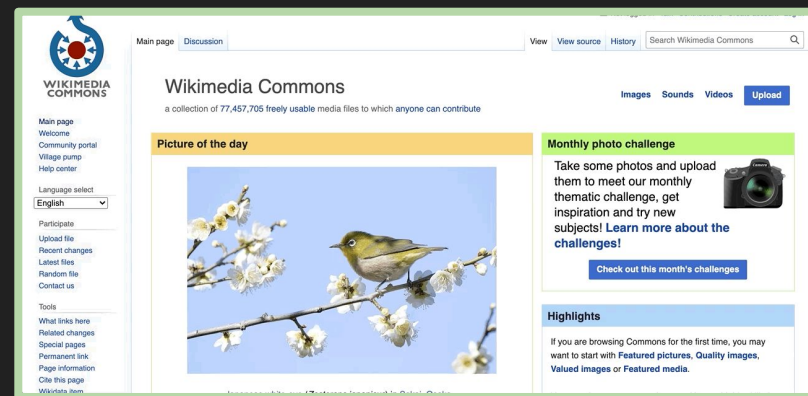 WIKIMEDIA
COMMONS
Main page Discussion
View View source History Search Wikimedia Commons
Wikimedia Commons
a collection of 77,457,705 freely usable media files to which anyone can contribute
Images Sounds Videos Upload
Main page
Welcome
Community portal
Village pump
Help center
Language select
English
Participate
Upload file
Recent changes
Latest files
Random file
Contact us
Tools
What links here
Related changes
Special pages
Permanent link
Page information
Cite this page
Wikidata item
Picture of the day
Monthly photo challenge
Take some photos and upload
them to meet our monthly
thematic challenge, get
inspiration and try new
subjects! Learn more about the
challenges!
Check out this month's challenges
Highlights
If you are browsing Commons for the first time, you may
want to start with Featured pictures, Quality images,
Valued images or Featured media.